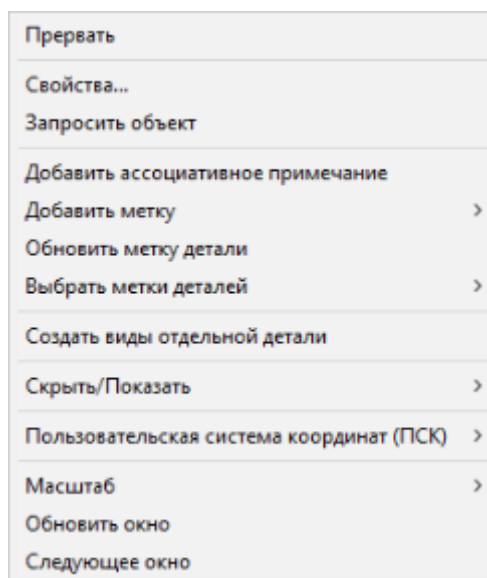 Прервать
Свойства...
Запросить объект
Добавить ассоциативное примечание
Добавить метку
Обновить метку детали
Выбрать метки деталей
Создать виды отдельной детали
Скрыть/Показать
Пользовательская система координат (ПСК)
Масштаб
Обновить окно
Следующее окно